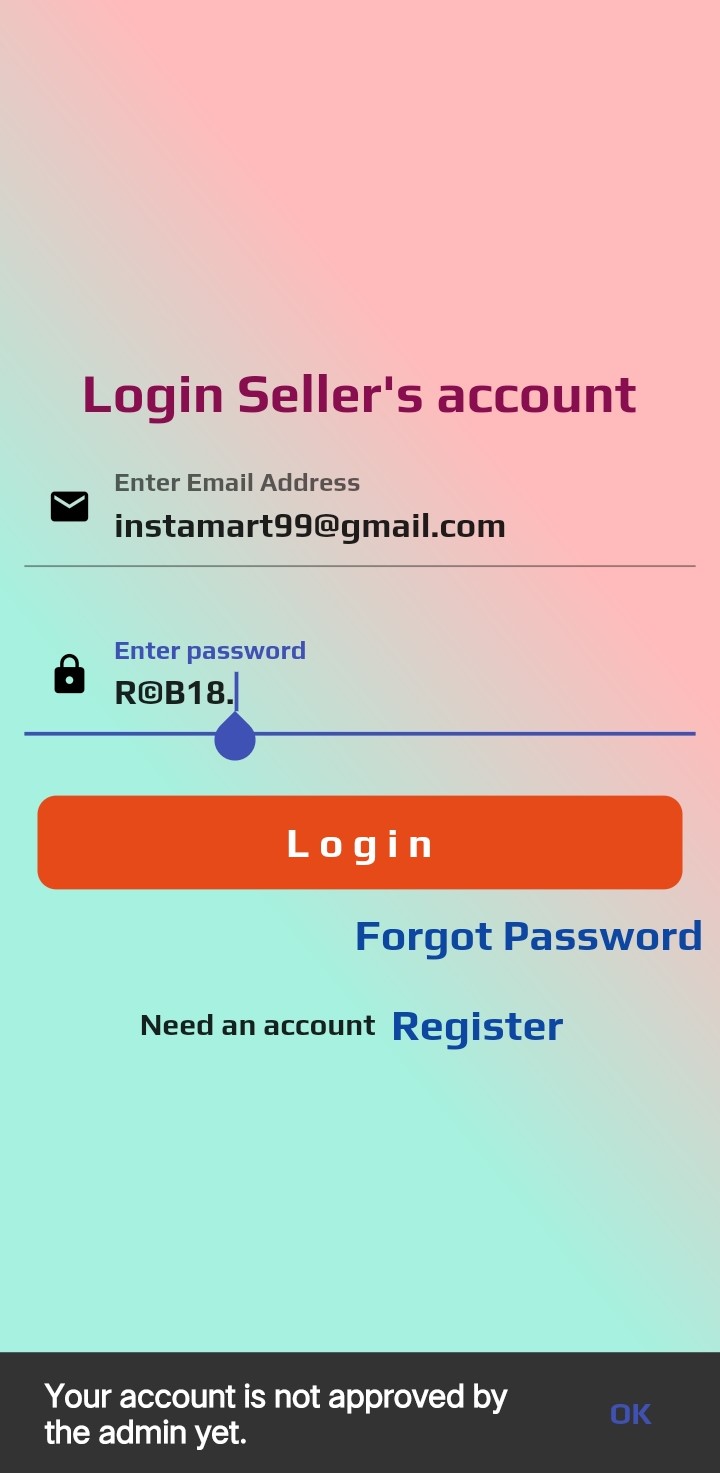 Login Seller's account
Enter Email Address
instamart99@gmail.com
Enter password
R©B18.
Login
Forgot Password
Need an account Register
Your account is not approved by
the admin yet.
OK